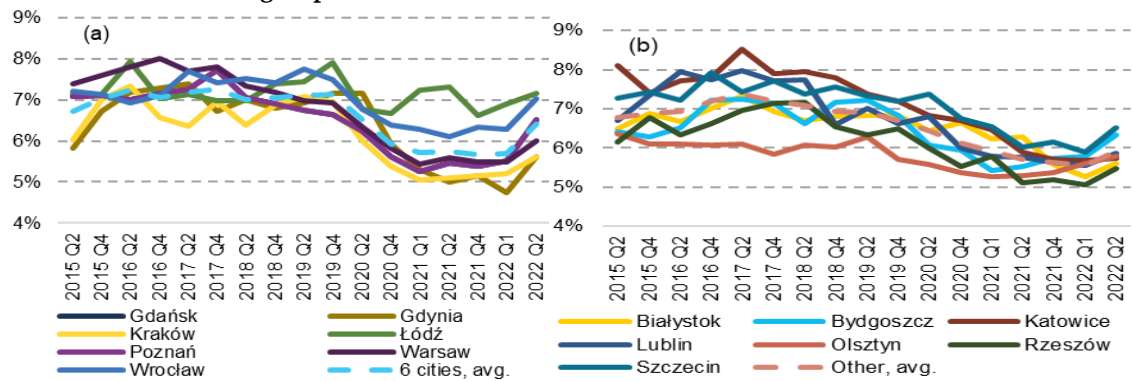 (a)
9%
8%
7%
6%
5%
4%
2015 Q2
2015 Q4
2016 Q2
2016 Q4
2017 Q2
2017 Q4
2018 Q2
2018 Q4
2019 Q2
2019 Q4
2020 Q2
2020 Q4
2021 Q1
2021 Q2
2021 Q4
2022 Q1
2022 Q2
Gdańsk
Gdynia
Kraków
Łódź
Poznań
Warsaw
Wrocław
6 cities, avg.
(b)
9%
8%
7%
6%
5%
4%
2015 Q2
2015 Q4
2016 Q2
2016 Q4
2017 Q2
2017 Q4
2018 Q2
2018 Q4
2019 Q2
2019 Q4
2020 Q2
2020 Q4
2021 Q1
2021 Q2
2021 Q4
2022 Q1
2022 Q2
Białystok
Bydgoszcz
Katowice
Lublin
Olsztyn
Rzeszów
Szczecin
Other, avg.